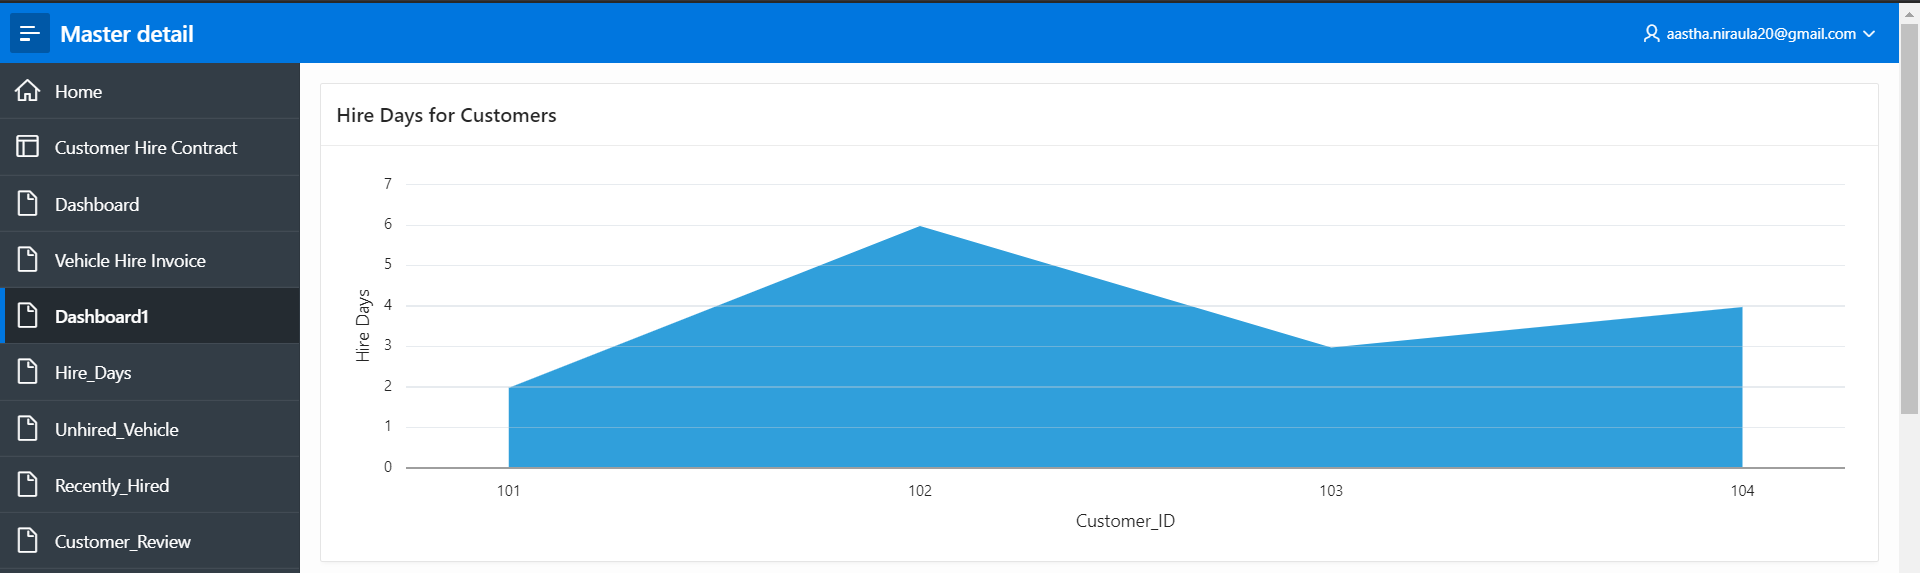 Master detail
aastha.niraula20@gmail.com
Home
Customer Hire Contract
Dashboard
Vehicle Hire Invoice
Dashboard1
Hire_Days
Unhired_Vehicle
Recently_Hired
Customer_Review
Hire Days for Customers
7
6
5
4
3
2
1
0
Hire Days
101 102 103 104
Customer_ID